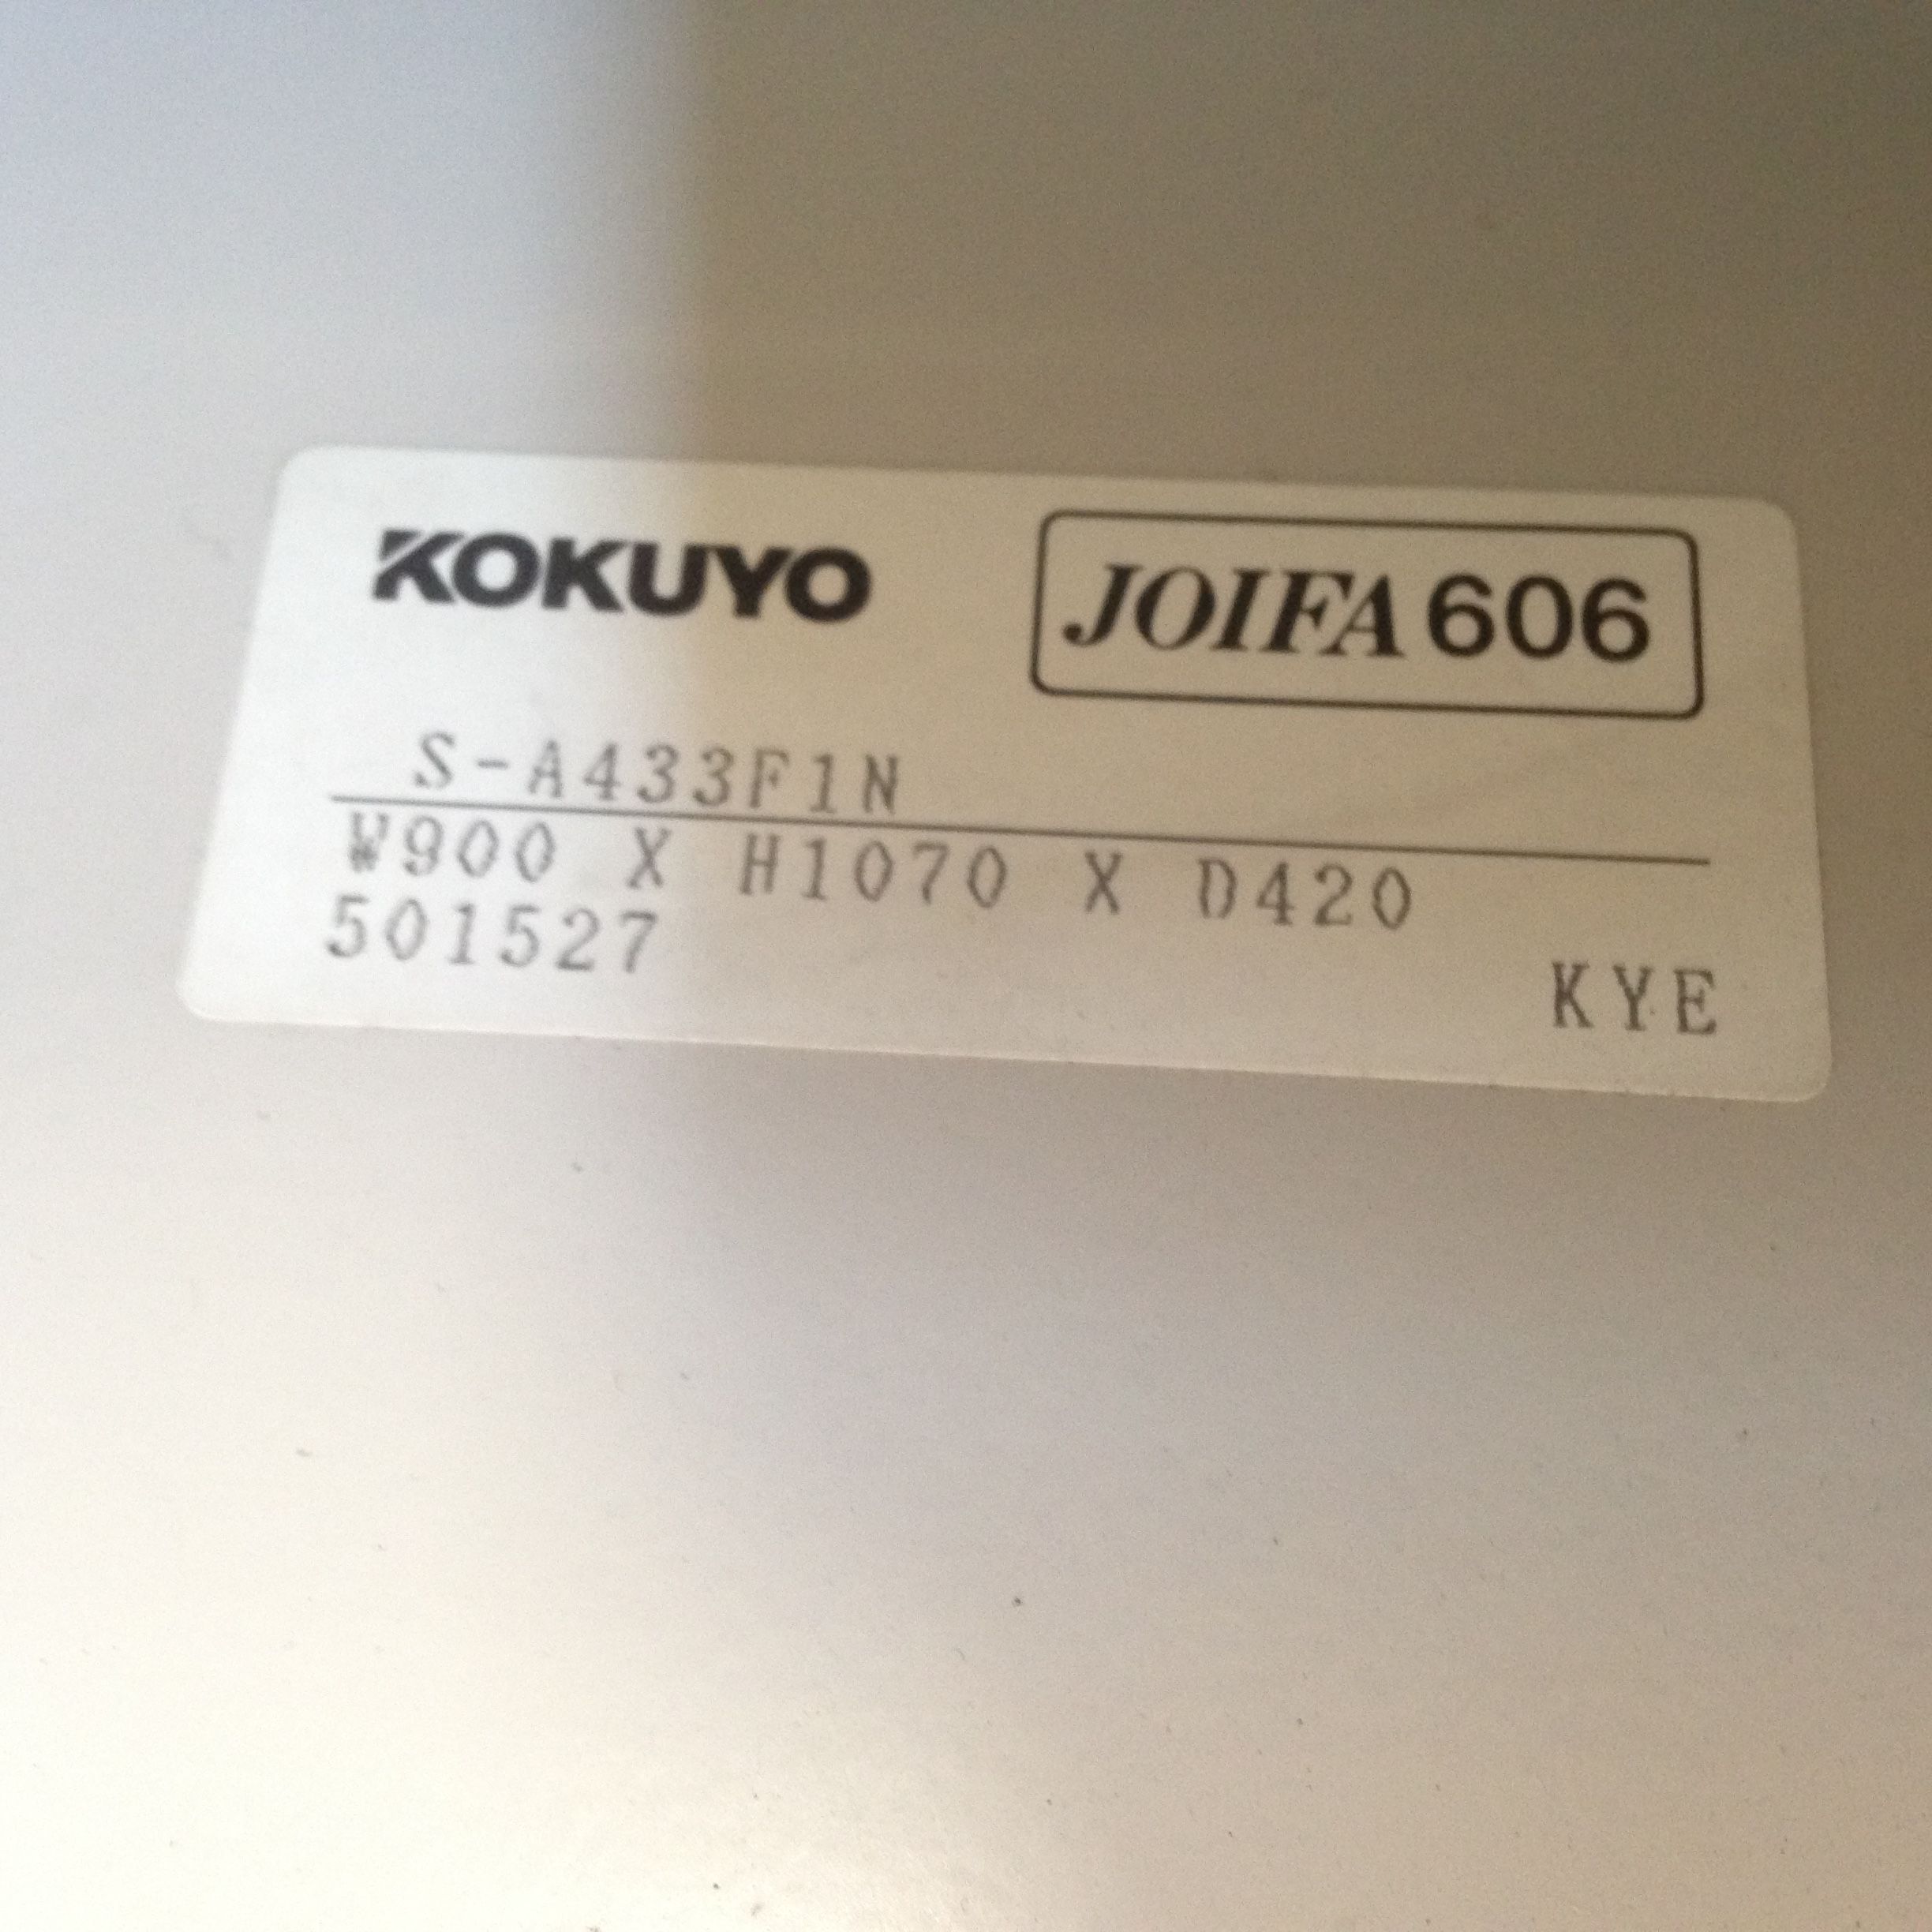 KOKUYO JOIFA 606
S-A433F1N
W900 X H1070 X D420
501527
KYE